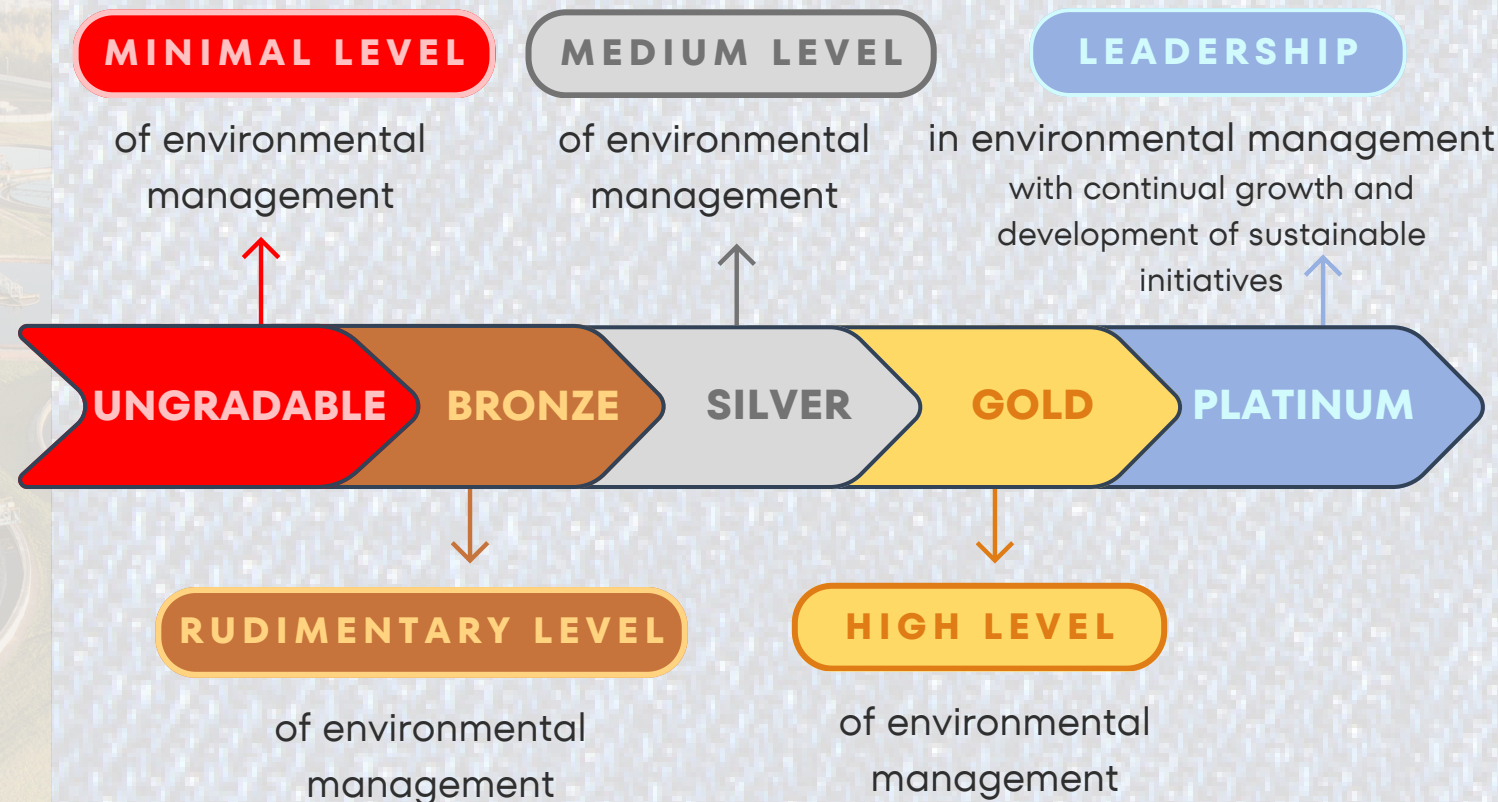 MINIMAL LEVEL
of environmental
management
MEDIUM LEVEL
of environmental
management
LEADERSHIP
in environmental management
with continual growth and
development of sustainable
initiatives
UNGRADABLE
BRONZE
SILVER
GOLD
PLATINUM
RUDIMENTARY LEVEL
of environmental
management
HIGH LEVEL
of environmental
management